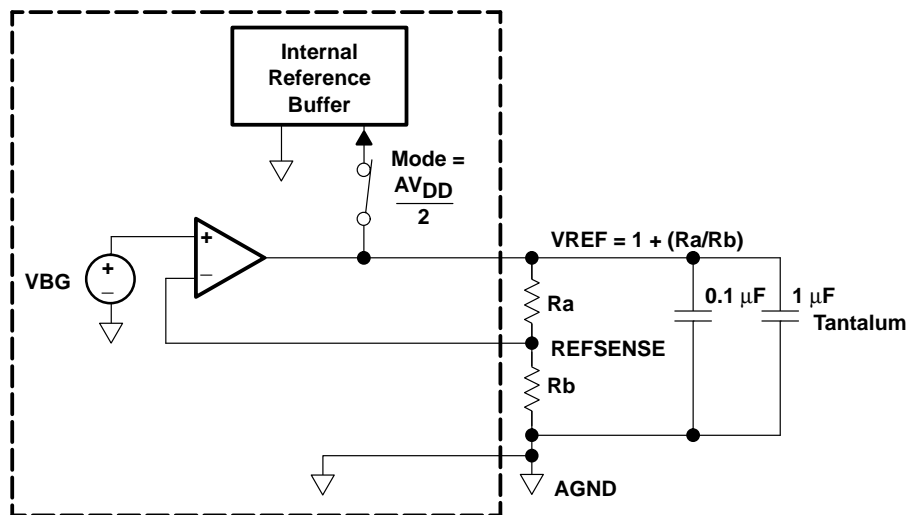 Internal
Reference
Buffer
Mode =
AVDD
2
VBG
+
−
+
−
VREF = 1 + (Ra/Rb)
Ra
0.1 μF
1 μF
Tantalum
REFSENSE
Rb
AGND